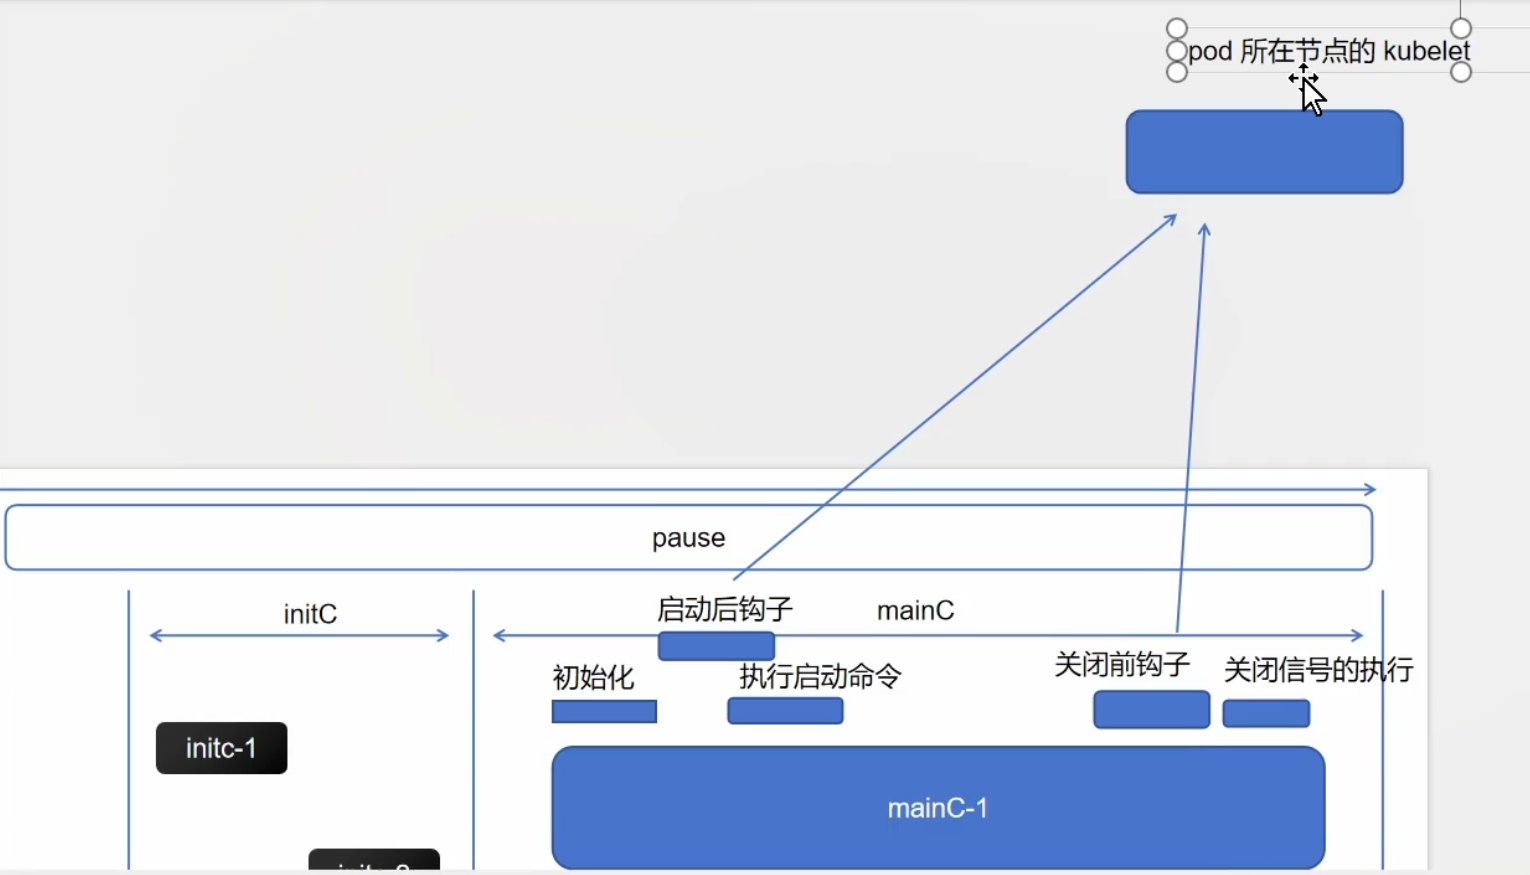 pod 所在节点的 kubelet
pause
initC
启动后钩子
mainC
初始化
执行启动命令
关闭前钩子
关闭信号的执行
initc-1
mainC-1